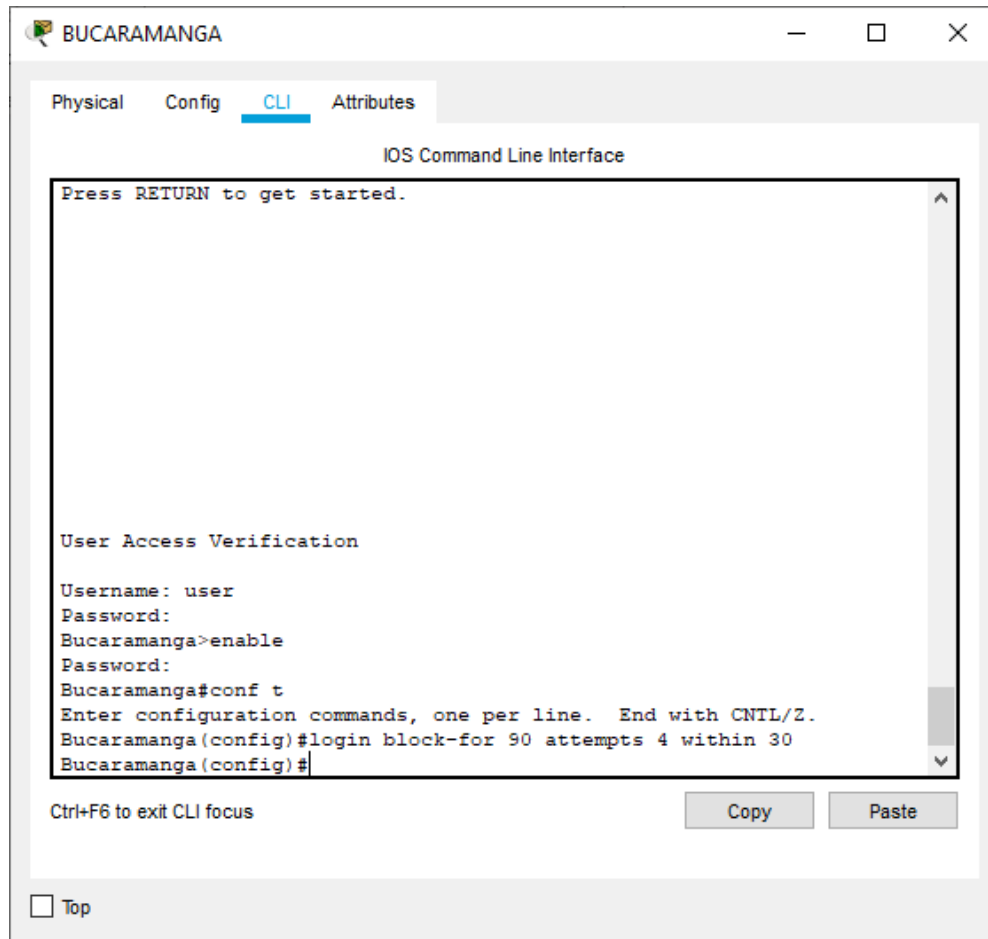 BUCARAMANGA
Physical Config CLI Attributes
IOS Command Line Interface
Press RETURN to get started.
User Access Verification
Username: user
Password:
Bucaramanga>enable
Password:
Bucaramanga#conf t
Enter configuration commands, one per line.  End with CNTL/Z.
Bucaramanga(config)#login block-for 90 attempts 4 within 30
Bucaramanga(config)#
Ctrl+F6 to exit CLI focus
Copy Paste
Top